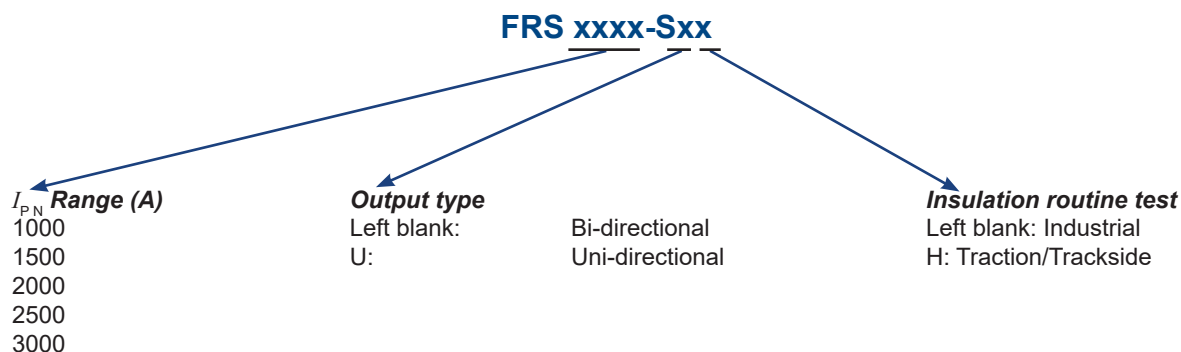 FRS xxxx-Sxx
I P N Range (A)
1000
1500
2000
2500
3000
Output type
Left blank: Bi-directional
U: Uni-directional
Insulation routine test
Left blank: Industrial
H: Traction/Trackside